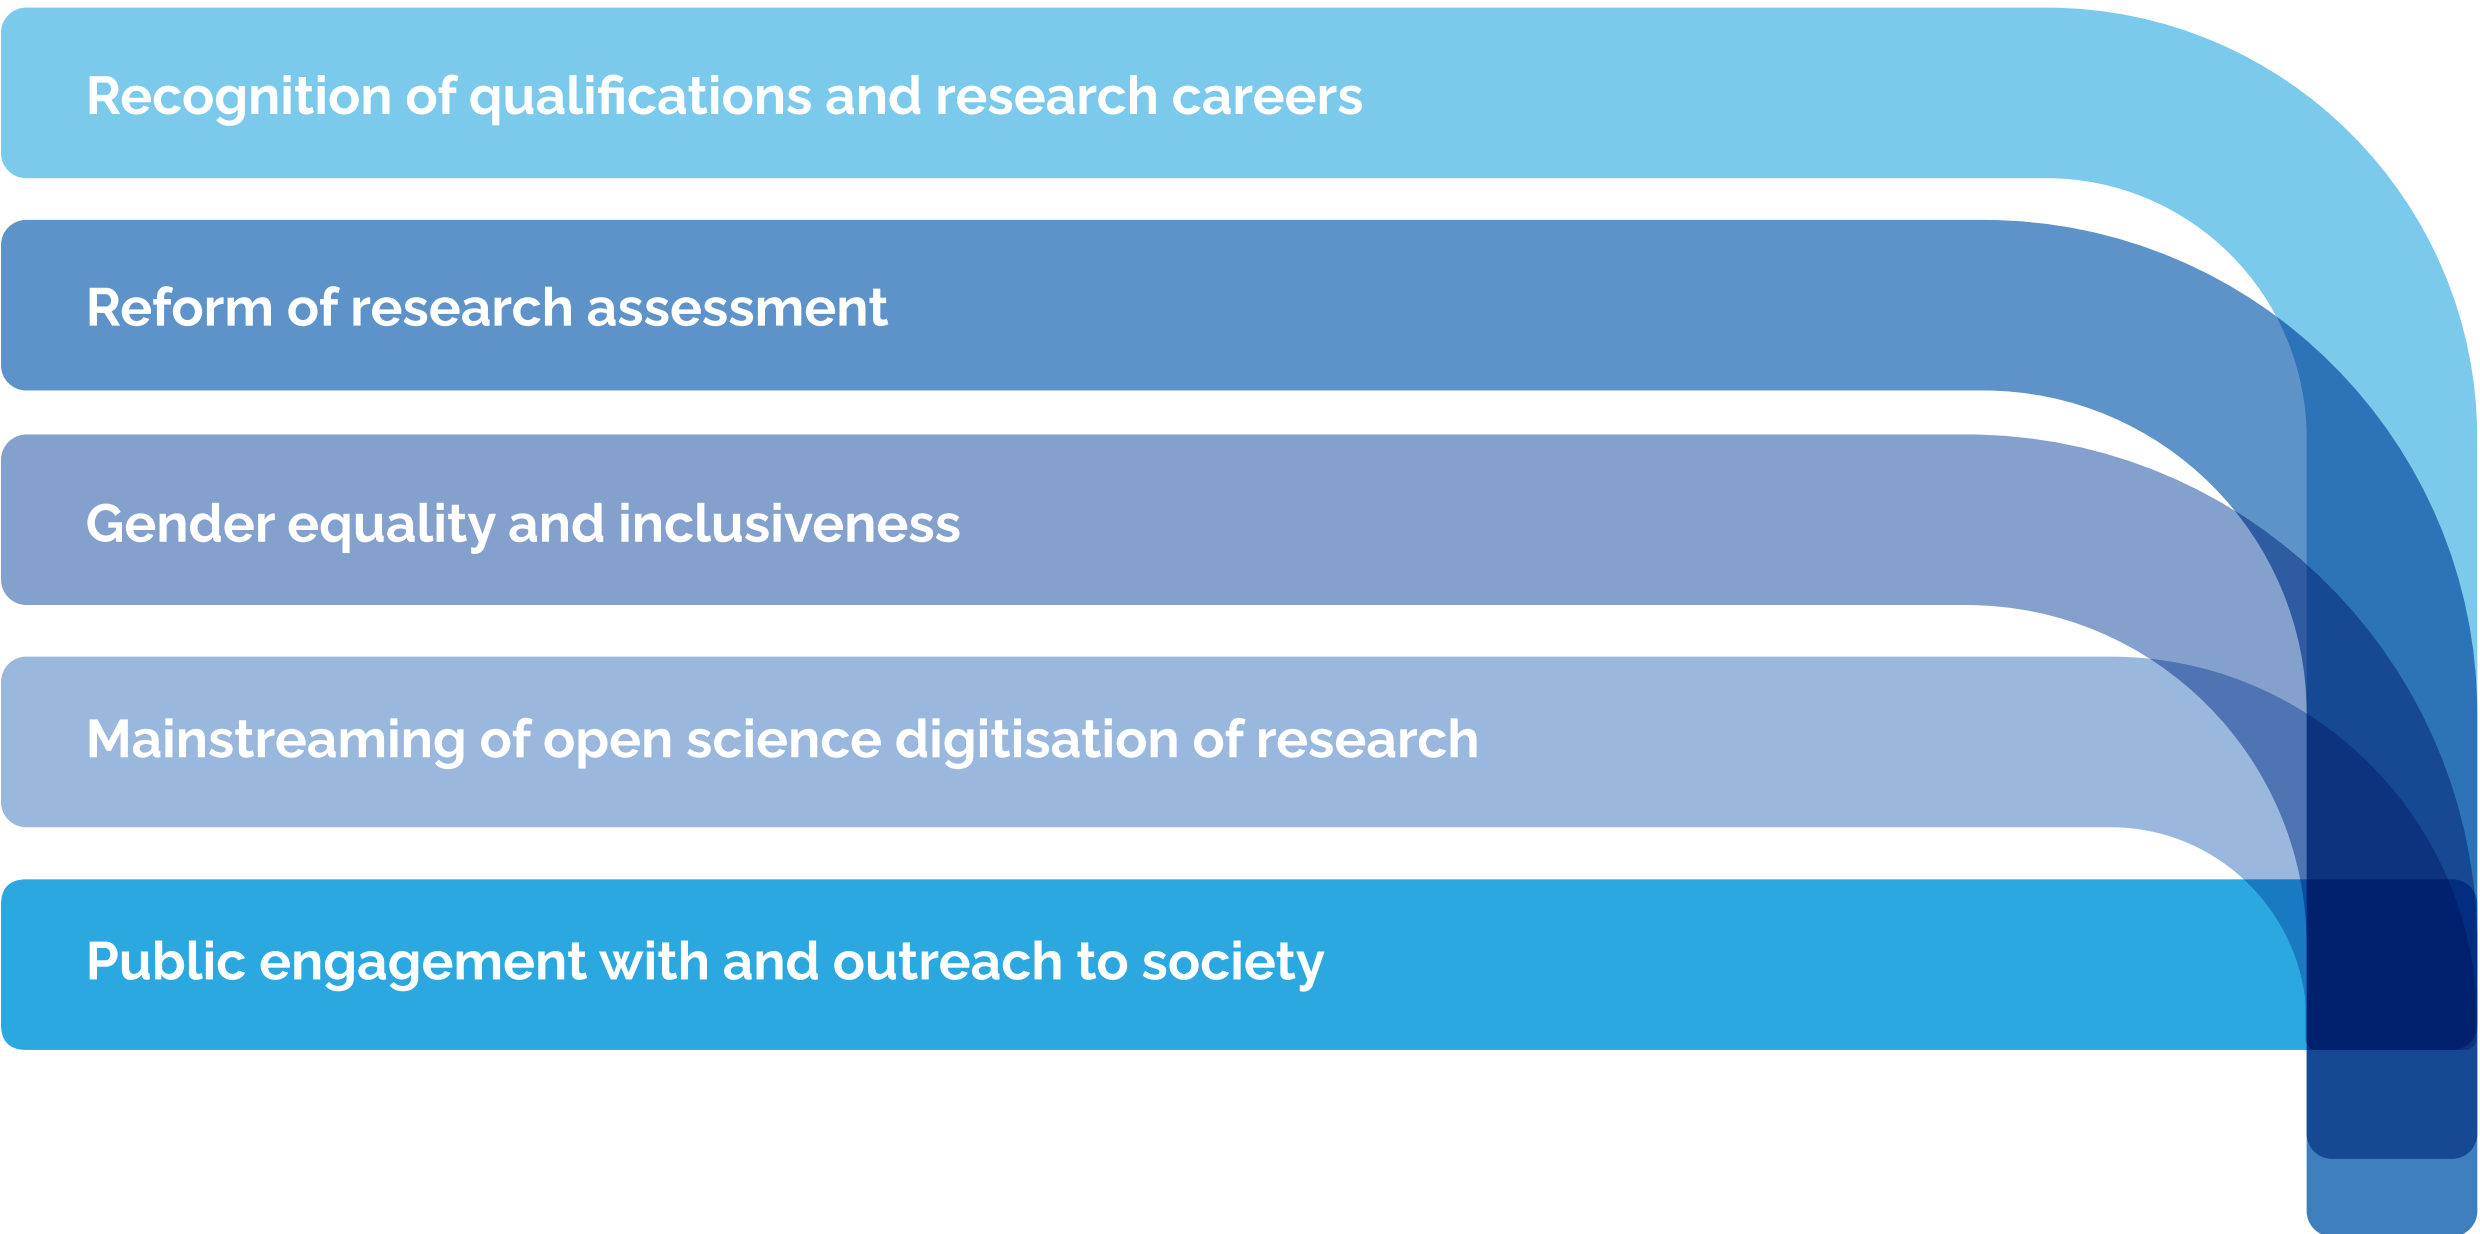 Recognition of qualifications and research careers
Reform of research assessment
Gender equality and inclusiveness
Mainstreaming of open science digitisation of research
Public engagement with and outreach to society